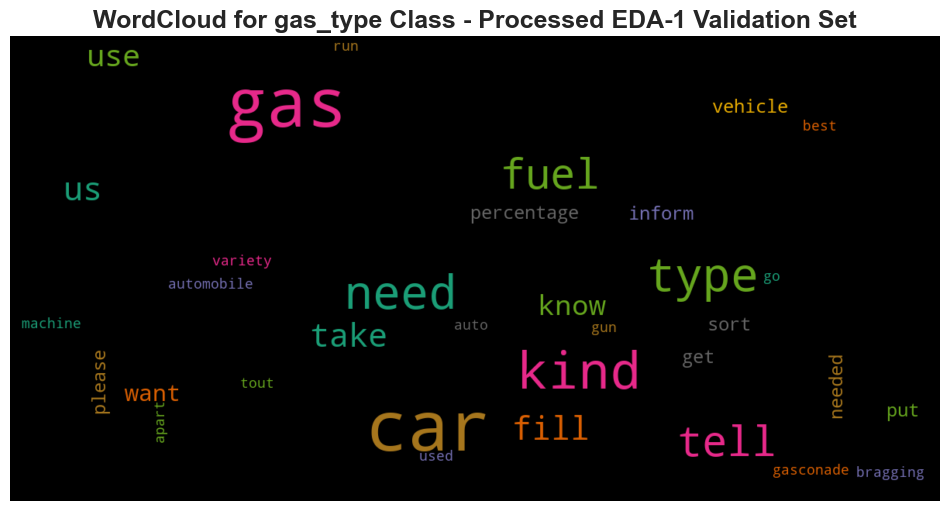 WordCloud for gas_type Class - Processed EDA-1 Validation Set
run
use
gas
vehicle
best
fuel
us
percentage
inform
variety
type
go
automobile
need
know
machine
take
auto
gun
sort
kind
get
please
needed
tout
want
apart
car
fill
put
tell
used
gasconade
bragging